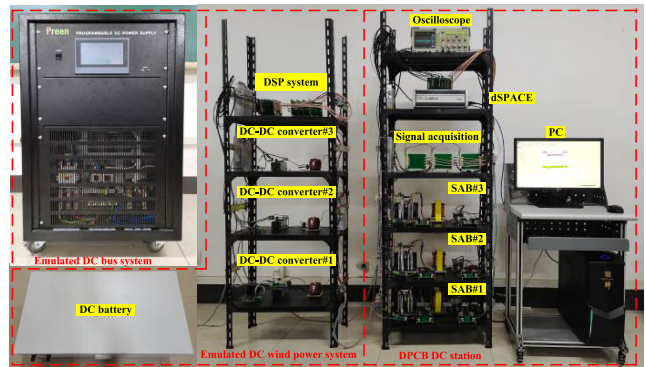 Preen
PROGRAMMABLE DC POWER SUPPLY
Emulated DC bus system
DC battery
DSP system
DC-DC converter#3
DC-DC converter#2
DC-DC converter#1
Emulated DC wind power system
Oscilloscope
dSPACE
Signal acquisition
SAB#3
SAB#2
SAB#1
DPCB DC station
PC